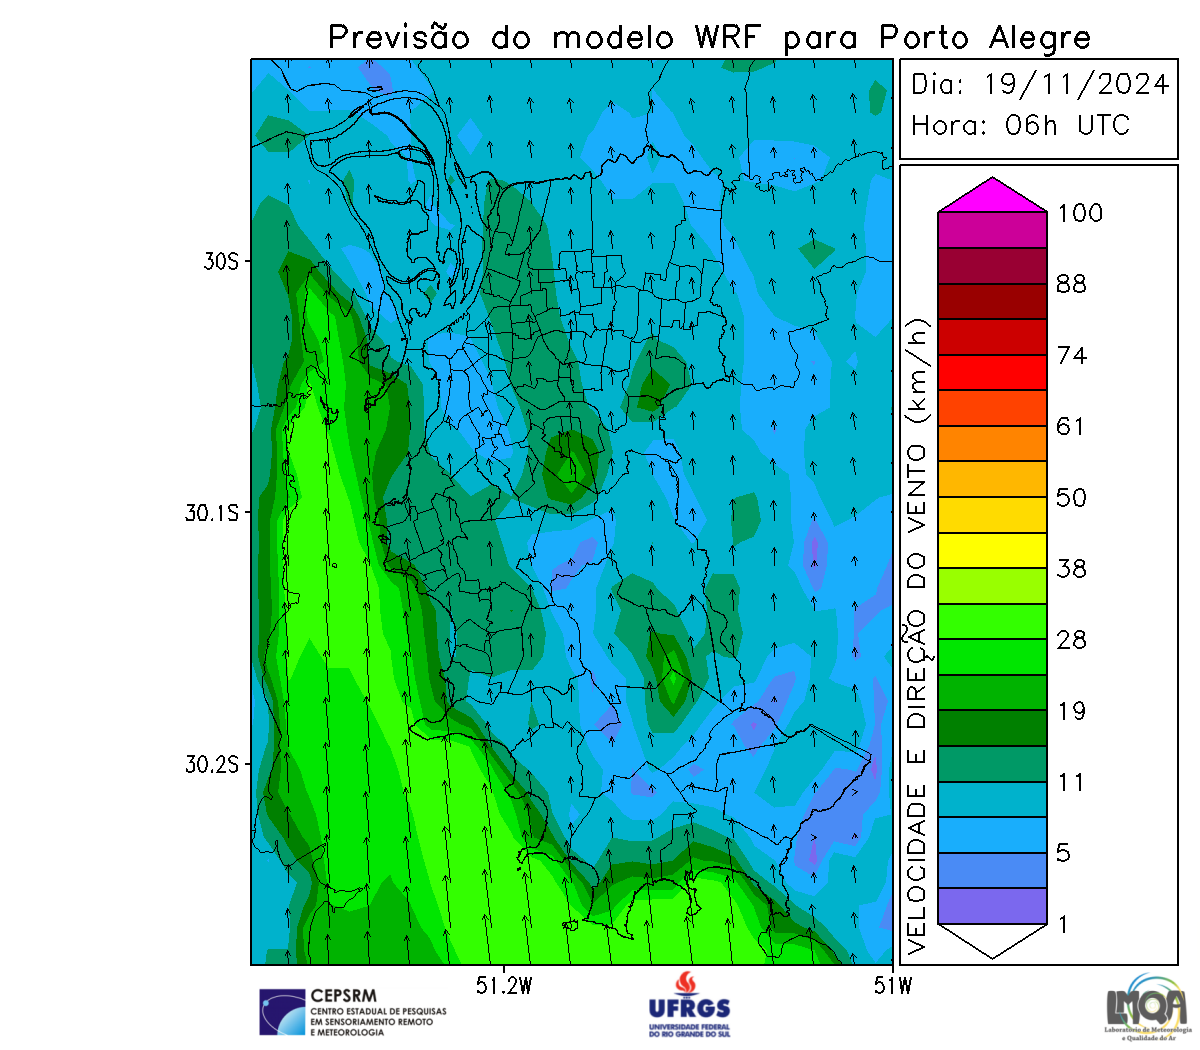 Previsão do modelo WRF para Porto Alegre
Dia: 19/11/2024
Hora: 06h UTC
30S
30.1S
30.2S
51.2W
51W
VELOCIDADE E DIREÇÃO DO VENTO (km/h)
100
88
74
61
50
38
28
19
11
5
1
CEPSRM
CENTRO ESTADUAL DE PESQUISAS
EM SENSORIAMENTO REMOTO
E METEOROLOGIA
UFRGS
UNIVERSIDADE FEDERAL
DO RIO GRANDE DO SUL
LMQA
Laboratório de Meteorologia
e Qualidade do Ar